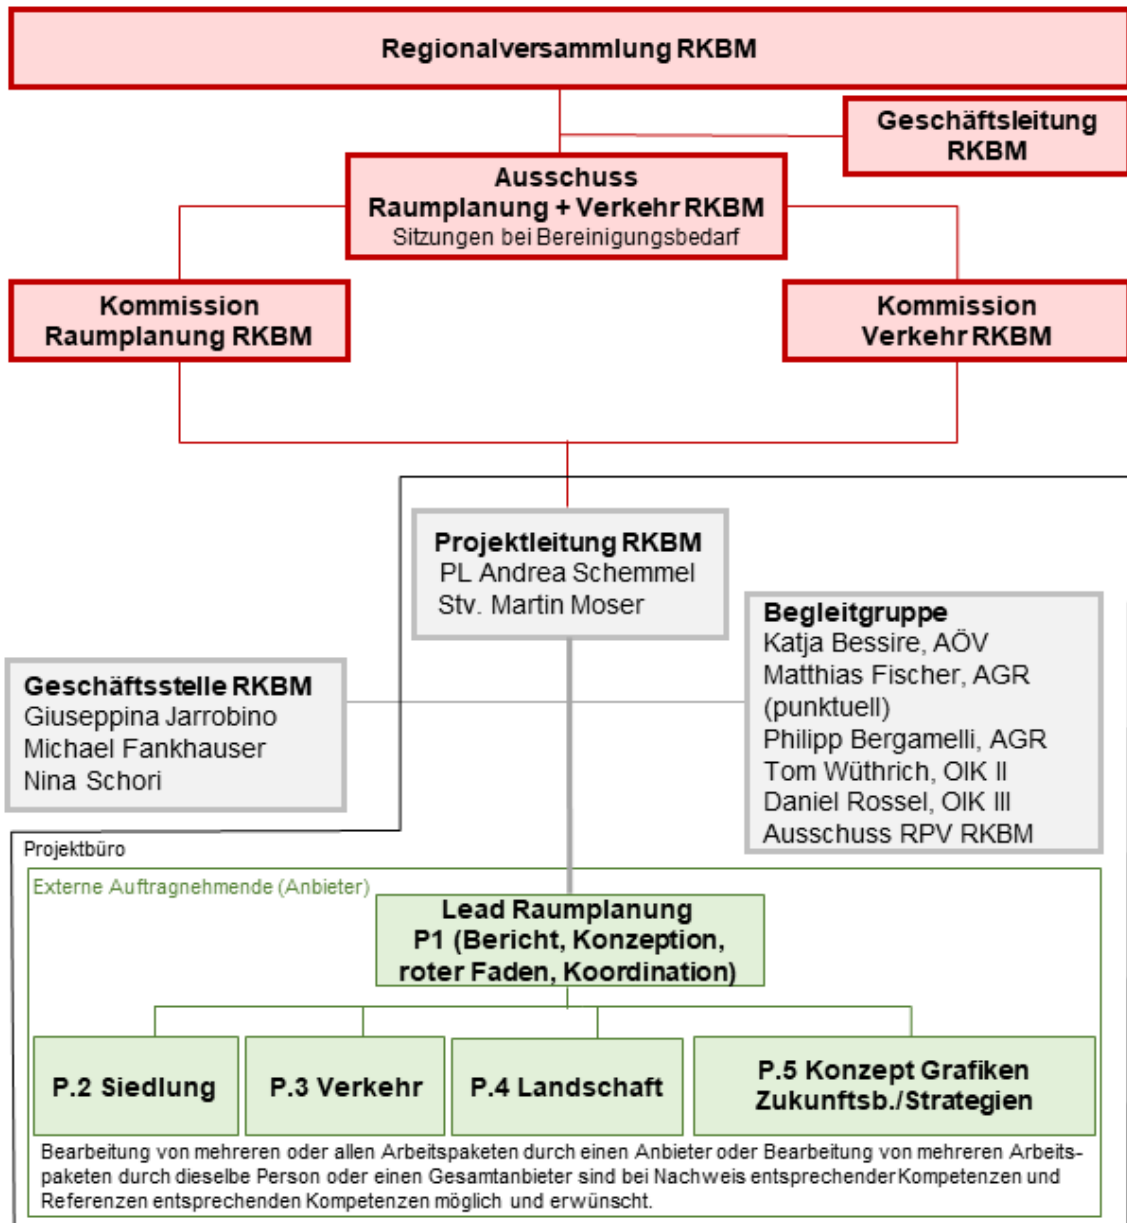 Regionalversammlung RKBM
Geschäftsleitung
RKBM
Ausschuss
Raumplanung + Verkehr RKBM
Sitzungen bei Bereinigungsbedarf
Kommission
Raumplanung RKBM
Kommission
Verkehr RKBM
Projektleitung RKBM
PL Andrea Schemmel
Stv. Martin Moser
Begleitgruppe
Katja Bessire, AÖV
Matthias Fischer, AGR
(punktuell)
Philipp Bergamelli, AGR
Tom Wüthrich, OIK II
Daniel Rossel, OIK III
Ausschuss RPV RKBM
Geschäftsstelle RKBM
Giuseppina Jarrobino
Michael Fankhauser
Nina Schori
Projektbüro
Externe Auftragnehmende (Anbieter)
Lead Raumplanung
P1 (Bericht, Konzeption,
roter Faden, Koordination)
P.2 Siedlung
P.3 Verkehr
P.4 Landschaft
P.5 Konzept Grafiken
Zukunftsb./Strategien
Bearbeitung von mehreren oder allen Arbeitspaketen durch einen Anbieter oder Bearbeitung von mehreren Arbeits-
paketen durch dieselbe Person oder einen Gesamtanbieter sind bei Nachweis entsprechender Kompetenzen und
Referenzen entsprechenden Kompetenzen möglich und erwünscht.